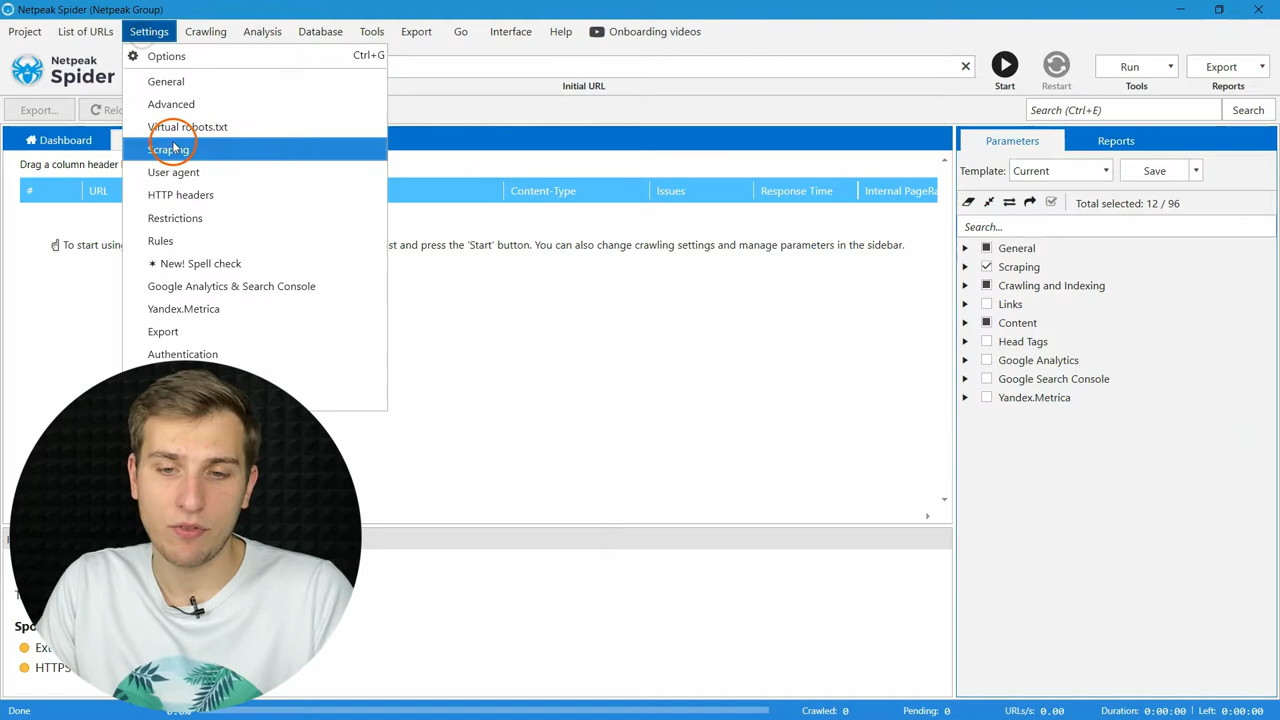 Netpeak Spider (Netpeak Group)
Project List of URLs Settings Crawling Analysis Database Tools Export Go Interface Help Onboarding videos
Netpeak
Spider
Options Ctrl+G
General
Advanced
Virtual robots.txt
Scraping
User agent
HTTP headers
Restrictions
Rules
✶ New! Spell check
Google Analytics & Search Console
Yandex.Metrica
Export
Authentication
Initial URL
Start
Restart
Run
Tools
Export
Reports
Export...
Search (Ctrl+E)
Search
Dashboard
Drag a column header
# URL Content-Type Issues Response Time Internal PageRa
To start using
and press the 'Start' button. You can also change crawling settings and manage parameters in the sidebar.
Parameters
Reports
Template: Current Save
Total selected: 12 / 96
Search...
General
Scraping
Crawling and Indexing
Links
Content
Head Tags
Google Analytics
Google Search Console
Yandex.Metrica
HTTPS
Done 0.0% Crawled: 0 Pending: 0 URLs/s: 0.00 Duration: 0:00:00 Left: 0:00:00